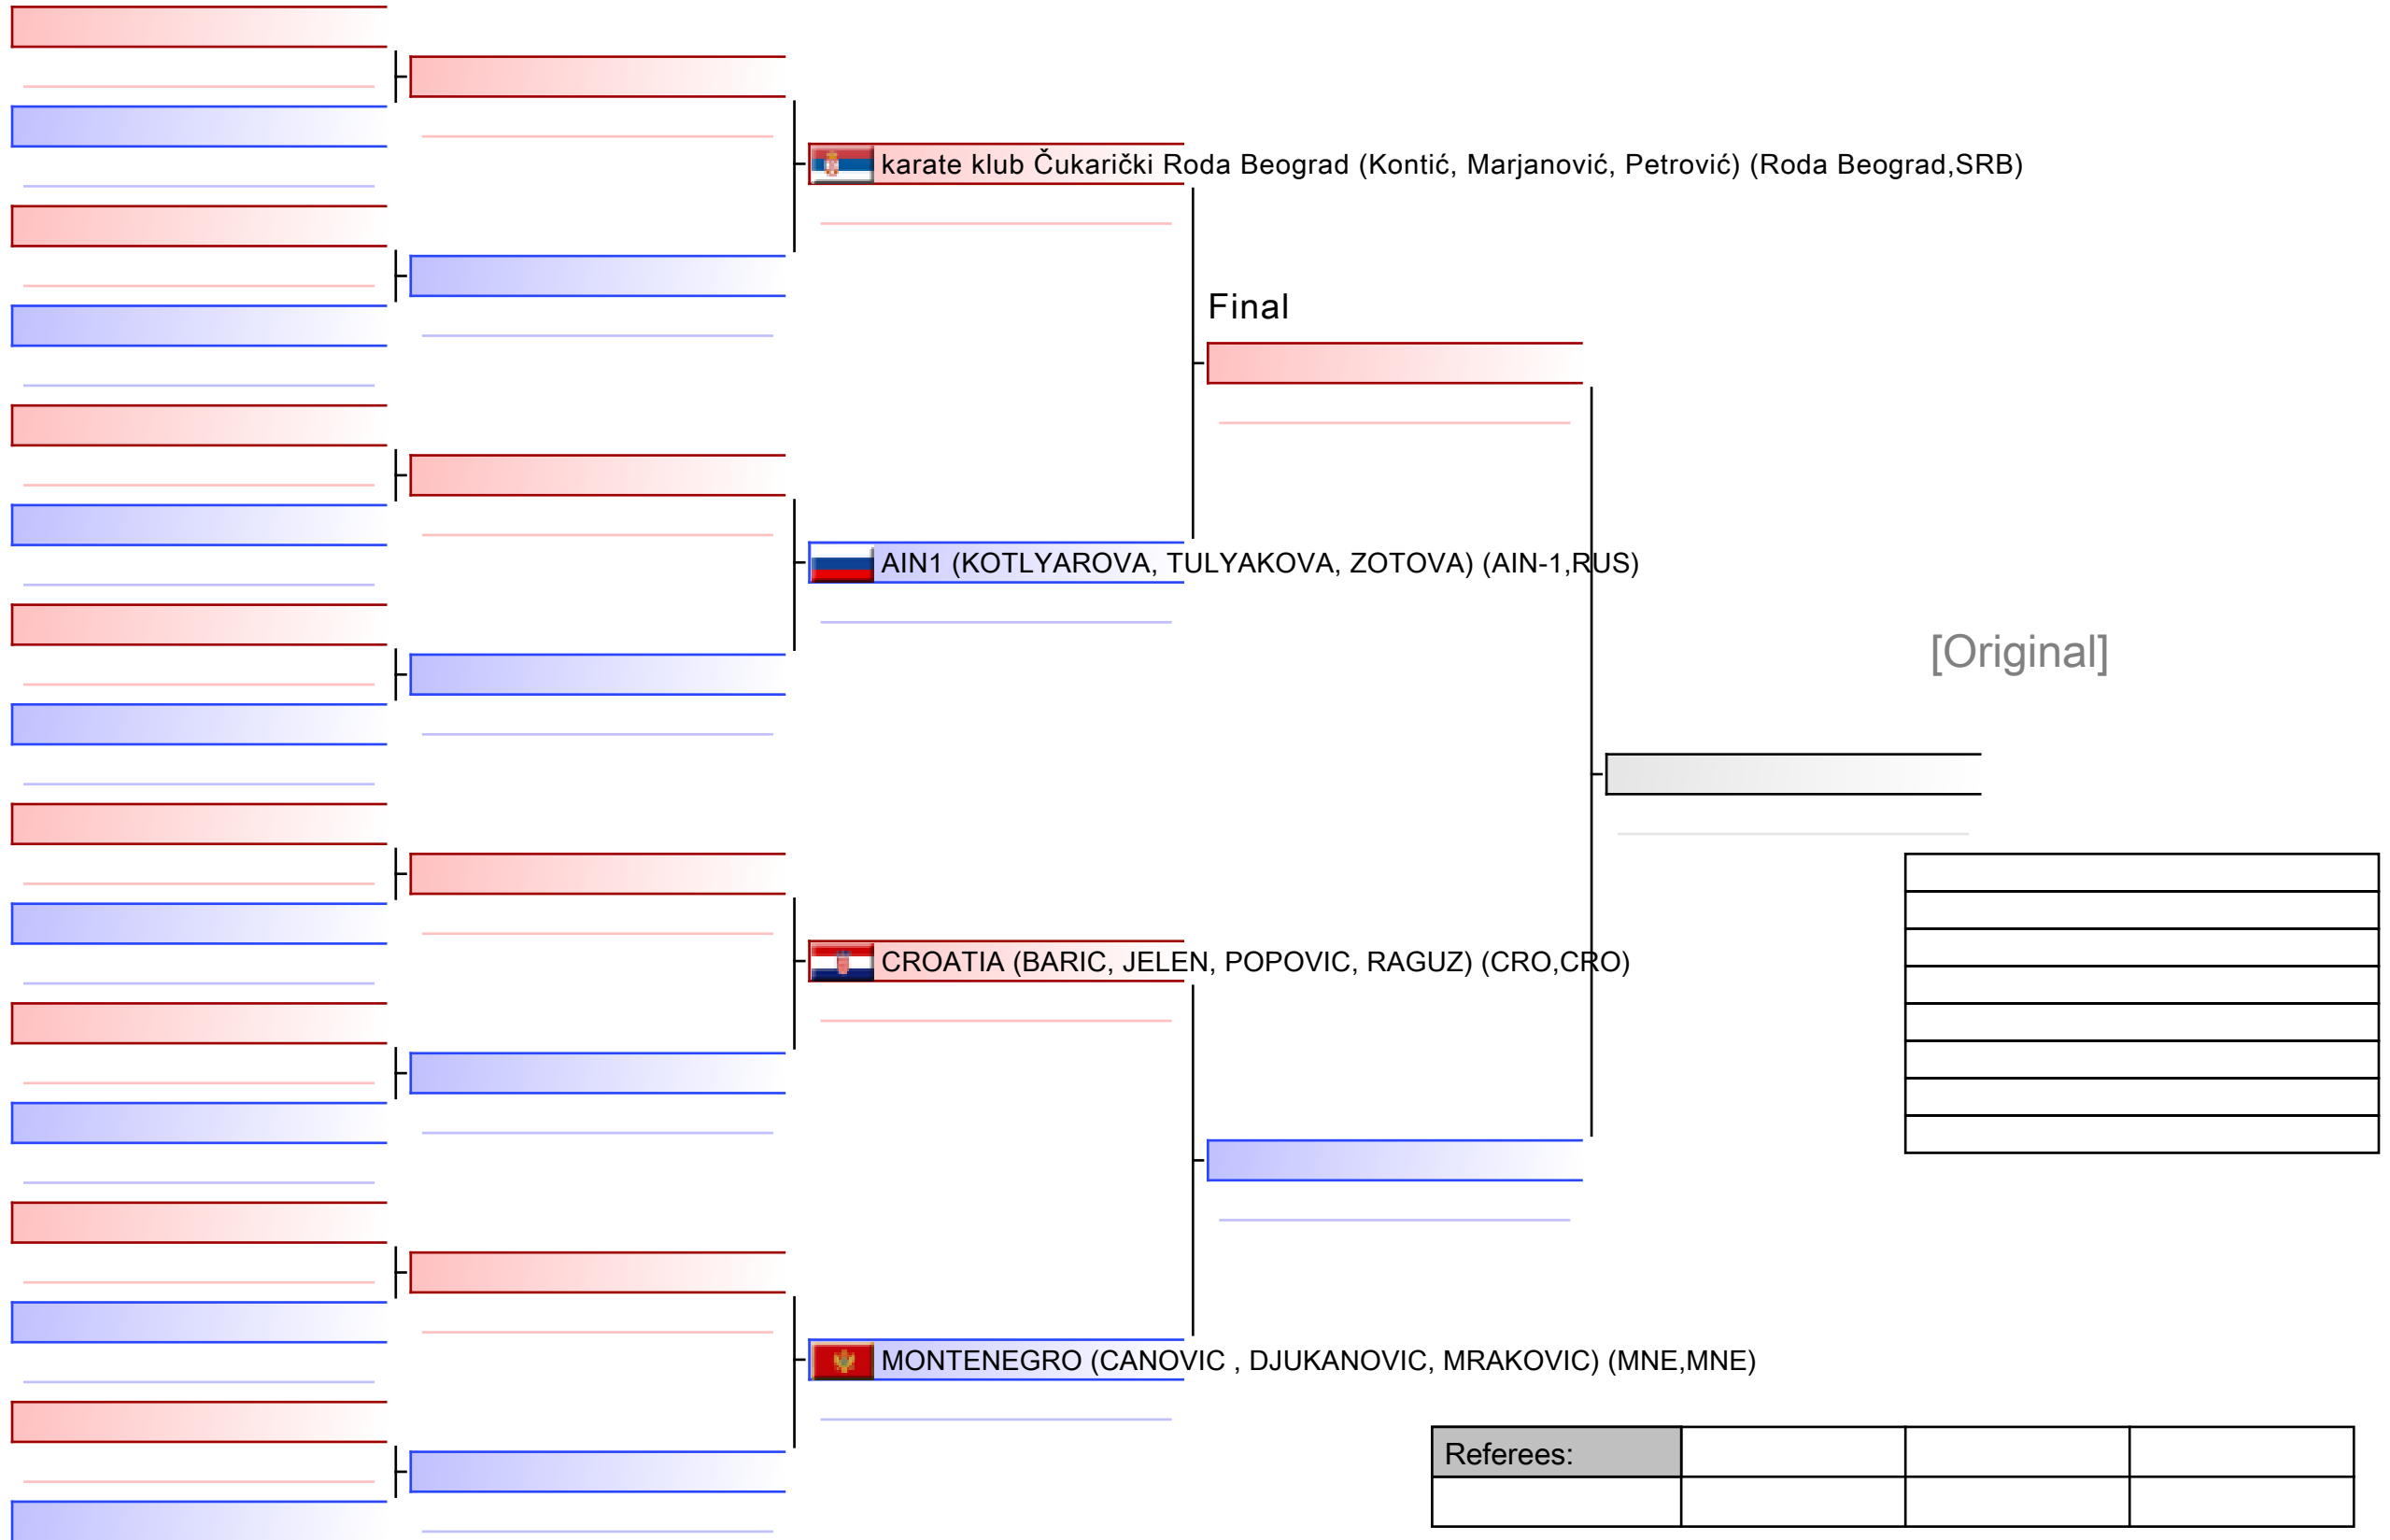 karate klub Čukarički Roda Beograd (Kontić, Marjanović, Petrović) (Roda Beograd,SRB)
Final
AIN1 (KOTLYAROVA, TULYAKOVA, ZOTOVA) (AIN-1,RUS)
[Original]
CROATIA (BARIC, JELEN, POPOVIC, RAGUZ) (CRO,CRO)
MONTENEGRO (CANOVIC , DJUKANOVIC, MRAKOVIC) (MNE,MNE)
Referees: